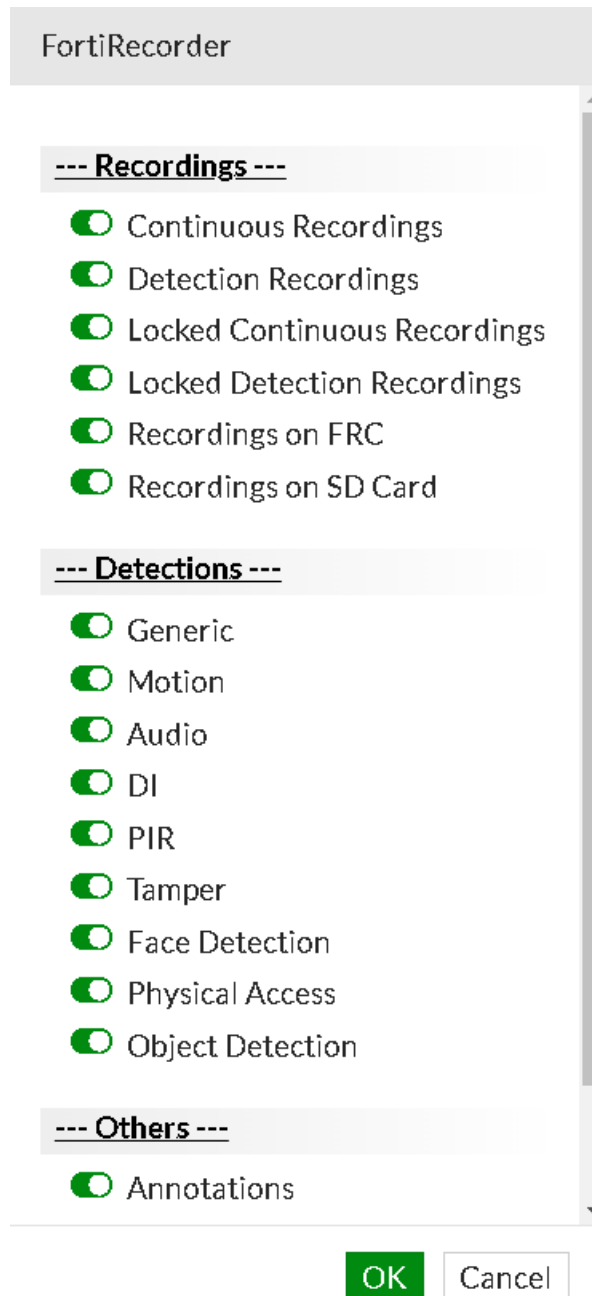 FortiRecorder
--- Recordings ---
Continuous Recordings
Detection Recordings
Locked Continuous Recordings
Locked Detection Recordings
Recordings on FRC
Recordings on SD Card
--- Detections ---
Generic
Motion
Audio
DI
PIR
Tamper
Face Detection
Physical Access
Object Detection
--- Others ---
Annotations
OK Cancel